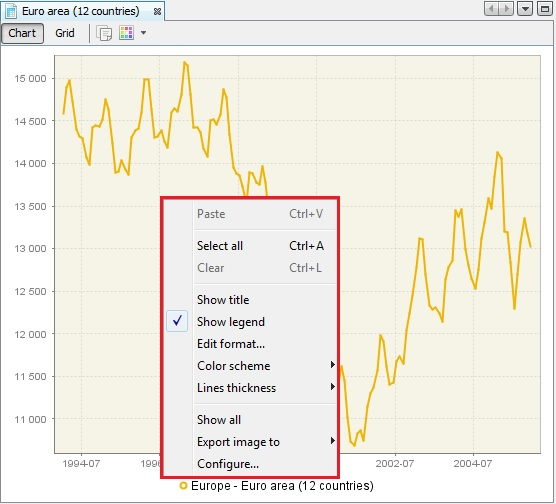 Euro area (12 countries)
Chart Grid
15 000
14 500
14 000
13 500
13 000
12 500
12 000
11 500
11 000
Paste Ctrl+V
Select all Ctrl+A
Clear Ctrl+L
Show title
Show legend
Edit format...
Color scheme
Lines thickness
Show all
Export image to
Configure...
1994-07 2002-07 2004-07
Europe - Euro area (12 countries)